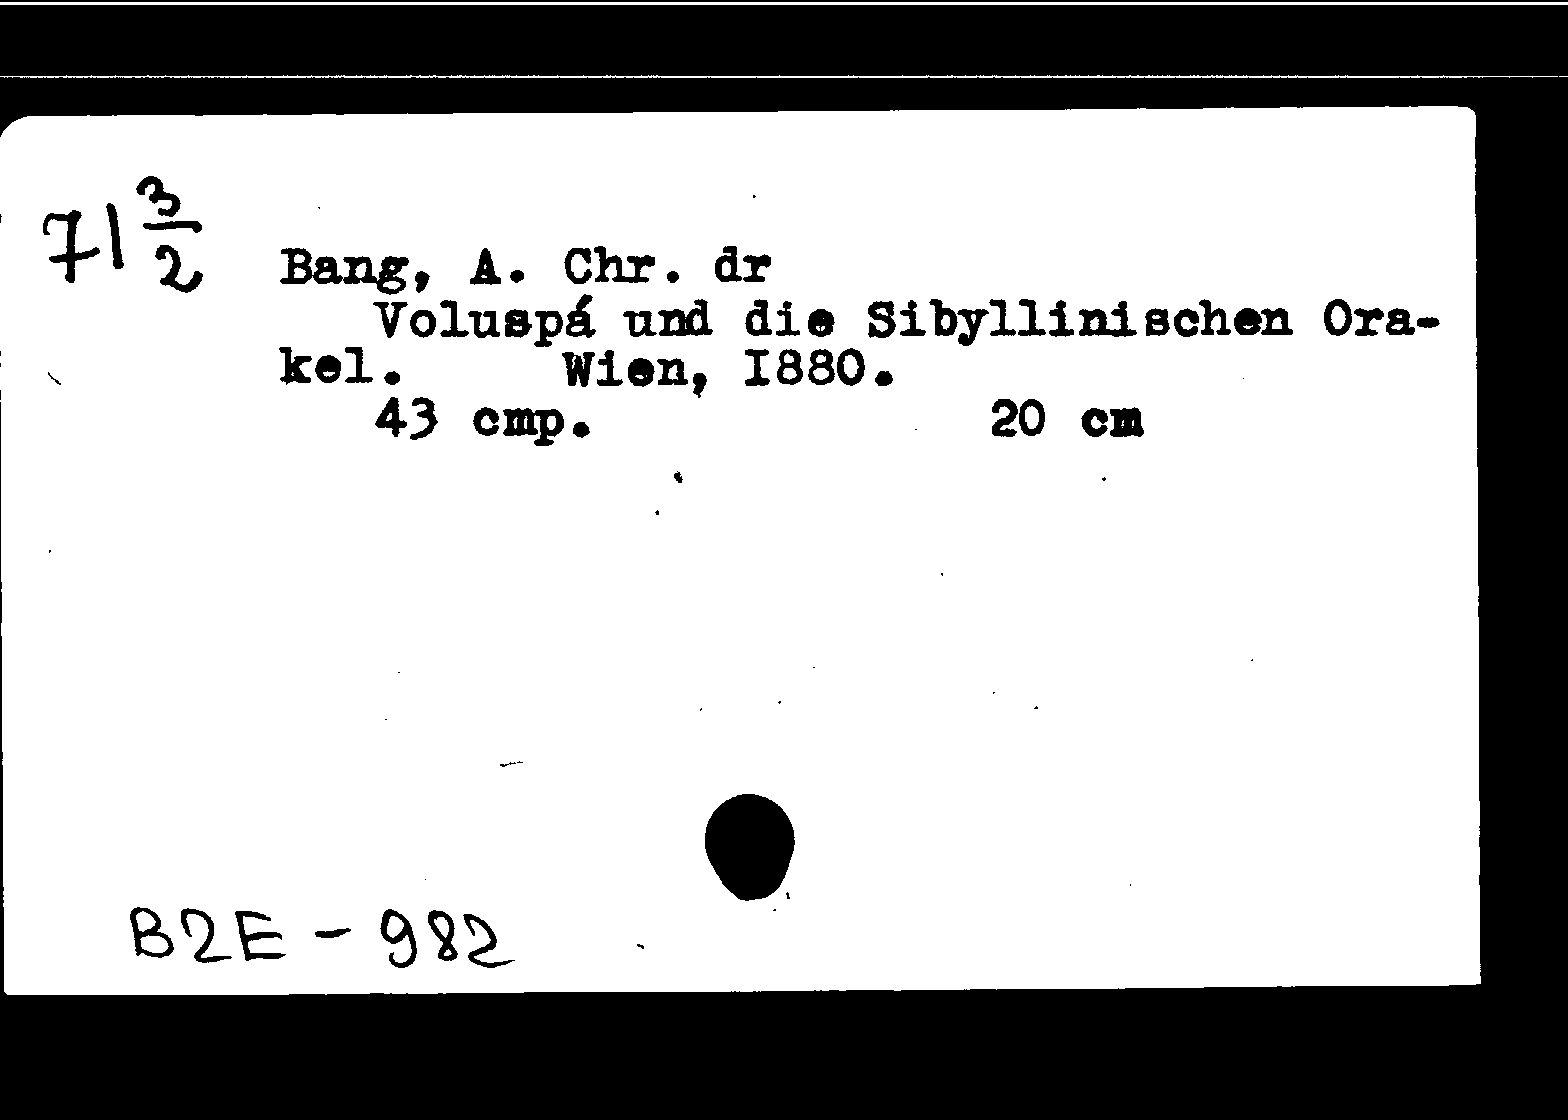 71 3/2
Bang, A. Chr. dr
Voluspá und die Sibyllinischen Ora-
kel. Wien, I880.
43 cmp. 20 cm
B2E - 982